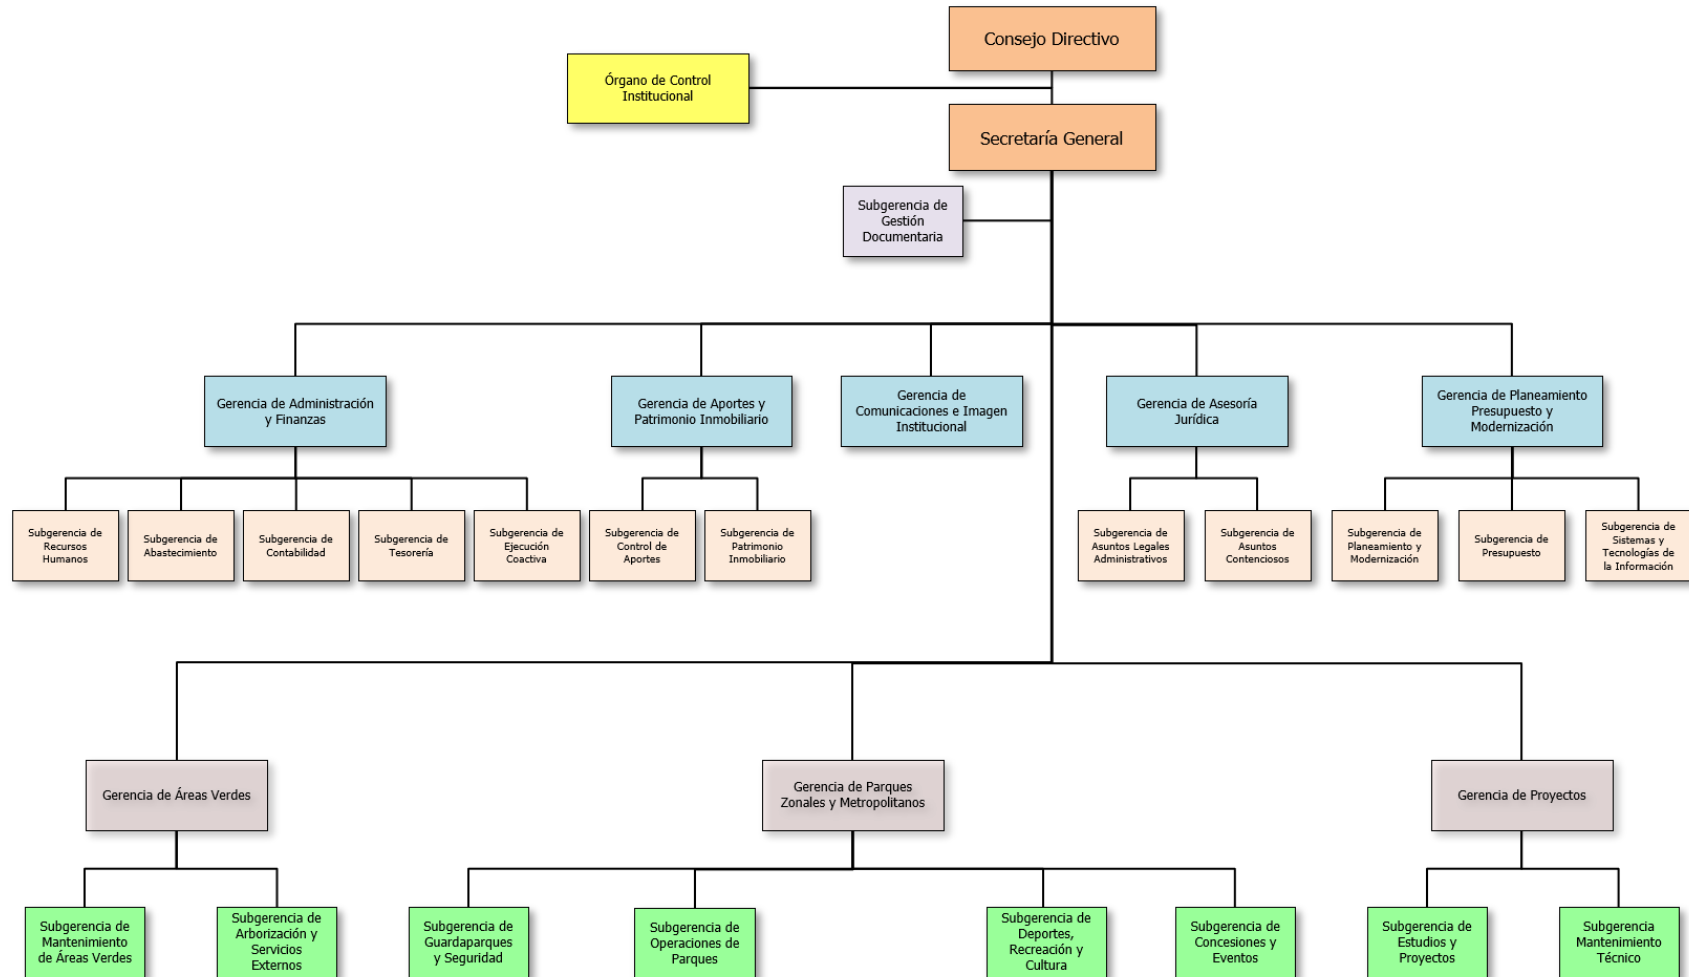 Consejo Directivo
Órgano de Control
Institucional
Secretaría General
Subgerencia de
Gestión
Documentaria
Gerencia de Administración
y Finanzas
Gerencia de Aportes y
Patrimonio Inmobiliario
Gerencia de
Comunicaciones e Imagen
Institucional
Gerencia de Asesoría
Jurídica
Gerencia de Planeamiento
Presupuesto y
Modernización
Subgerencia de
Recursos
Humanos
Subgerencia de
Abastecimiento
Subgerencia de
Contabilidad
Subgerencia de
Tesorería
Subgerencia de
Ejecución
Coactiva
Subgerencia de
Control de
Aportes
Subgerencia de
Patrimonio
Inmobiliario
Subgerencia de
Asuntos Legales
Administrativos
Subgerencia de
Asuntos
Contenciosos
Subgerencia de
Planeamiento y
Modernización
Subgerencia de
Presupuesto
Subgerencia de
Sistemas y
Tecnologías de
la Información
Gerencia de Áreas Verdes
Gerencia de Parques
Zonales y Metropolitanos
Gerencia de Proyectos
Subgerencia de
Mantenimiento
de Áreas Verdes
Subgerencia de
Arborización y
Servicios
Externos
Subgerencia de
Guardaparques
y Seguridad
Subgerencia de
Operaciones de
Parques
Subgerencia de
Deportes,
Recreación y
Cultura
Subgerencia de
Concesiones y
Eventos
Subgerencia de
Estudios y
Proyectos
Subgerencia
Mantenimiento
Técnico